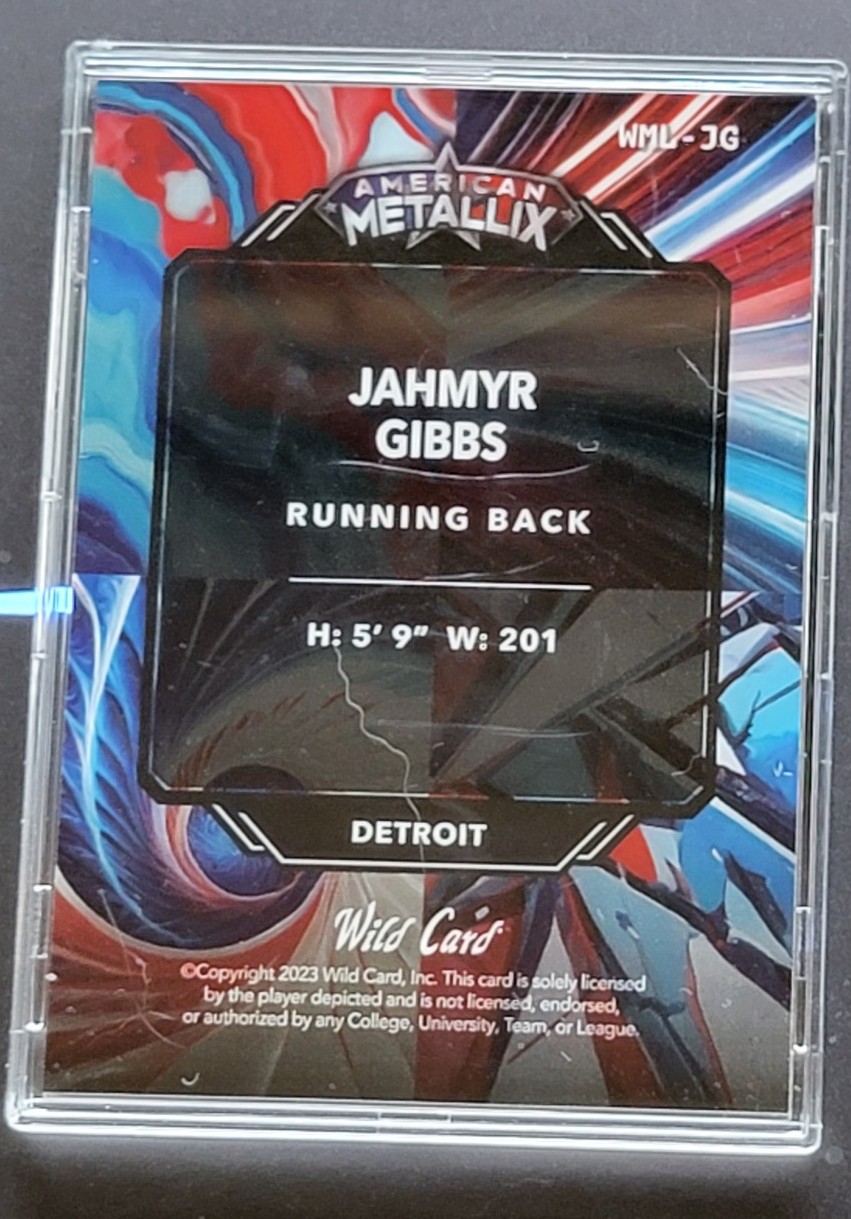 WML-JG
AMERICAN
METALLIX
JAHMYR
GIBBS
RUNNING BACK
H: 5’ 9” W: 201
DETROIT
Wild Card
©Copyright 2023 Wild Card, Inc. This card is solely licensed
by the player depicted and is not licensed, endorsed,
or authorized by any College, University, Team, or League.